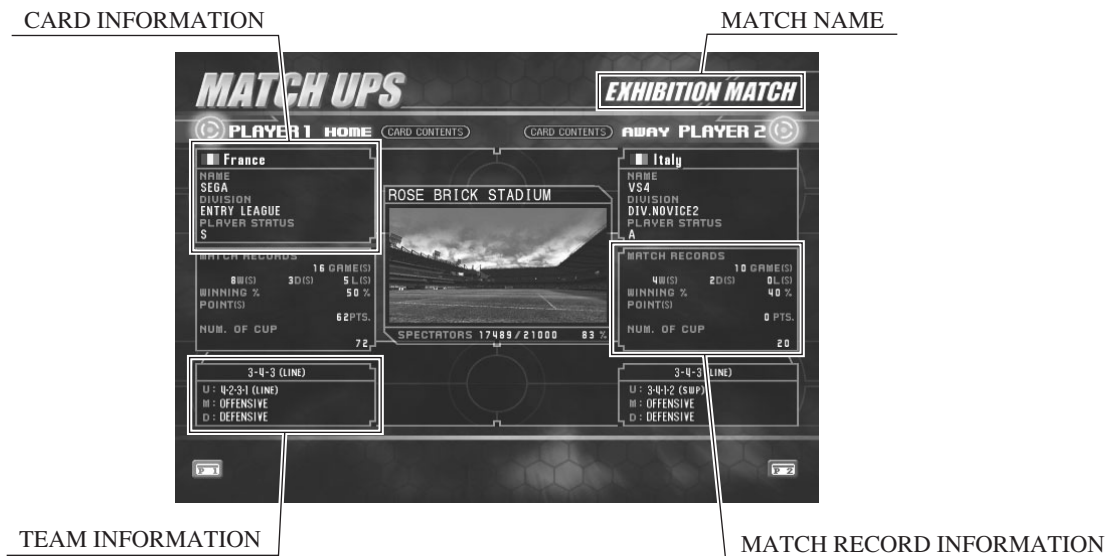 CARD INFORMATION
MATCH NAME
MATCH UPS
EXHIBITION MATCH
PLAYER 1 HOME CARD CONTENTS
CARD CONTENTS AWAY PLAYER 2
France
NAME
SEGA
DIVISION
ENTRY LEAGUE
PLAYER STATUS
S
MATCH RECORDS
16 GAME(S)
8W(S) 3D(S) 5L(S)
WINNING % 50 %
POINT(S)
62PTS.
NUM. OF CUP
72
3-4-3 (LINE)
U : 4-2-3-1 (LINE)
M : OFFENSIVE
D : DEFENSIVE
ROSE BRICK STADIUM
SPECTATORS 17489/21000 83 %
Italy
NAME
VS4
DIVISION
DIV.NOVICE2
PLAYER STATUS
A
MATCH RECORDS
10 GAME(S)
4W(S) 2D(S) 0L(S)
WINNING % 40 %
POINT(S)
0 PTS.
NUM. OF CUP
20
3-4-3 (LINE)
U : 3-4-1-2 (SWP)
M : OFFENSIVE
D : DEFENSIVE
P 1
P 2
TEAM INFORMATION
MATCH RECORD INFORMATION